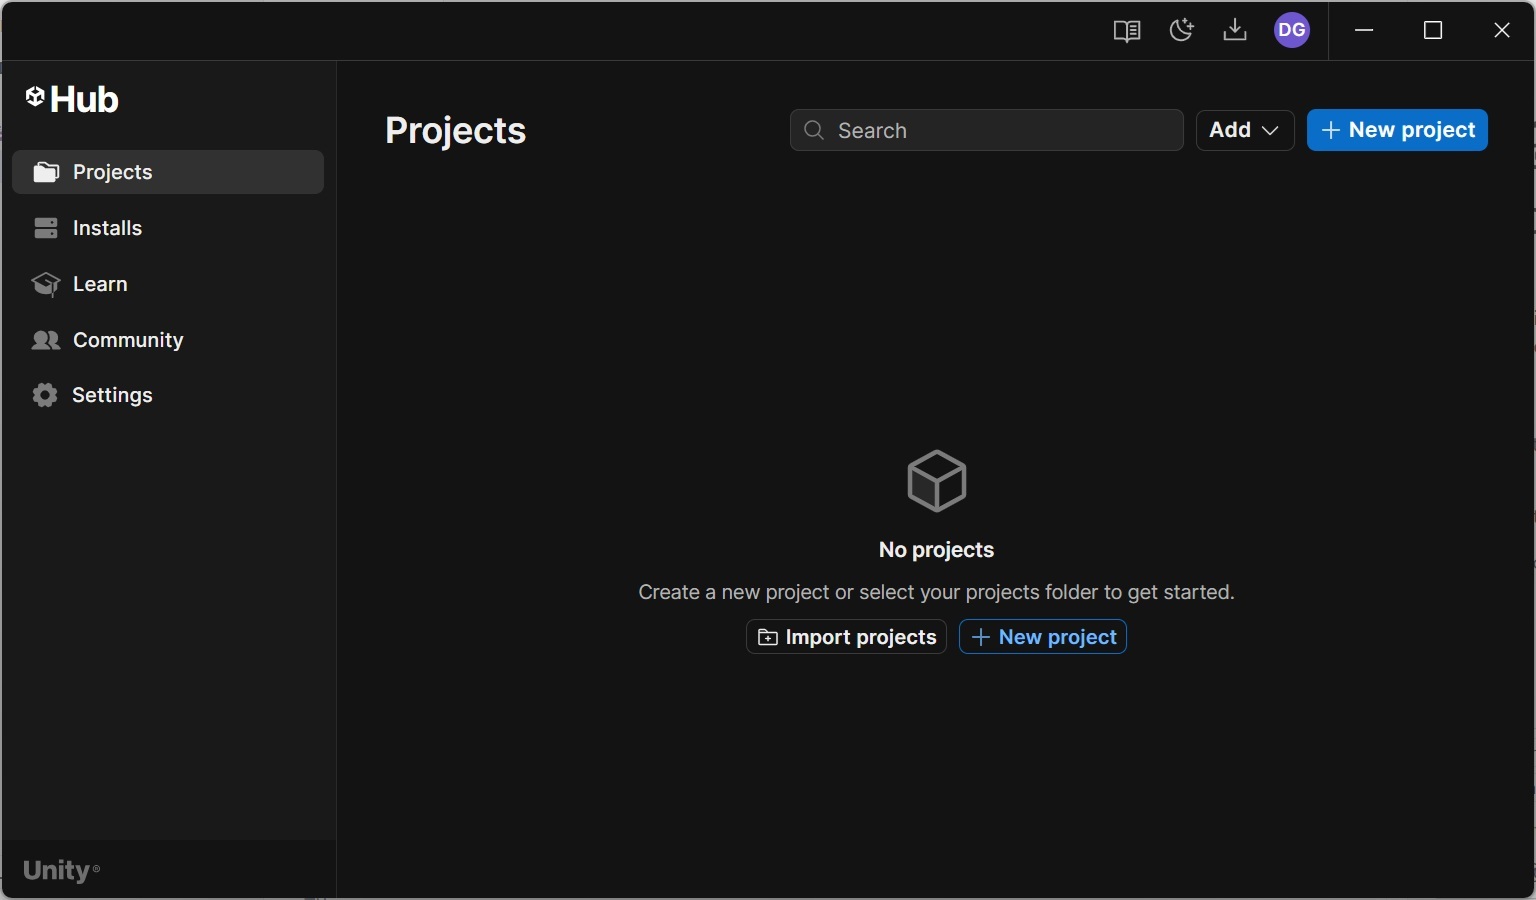 DG
Hub
Projects
Installs
Learn
Community
Settings
Unity®
Projects
Search
Add
New project
No projects
Create a new project or select your projects folder to get started.
Import projects
New project